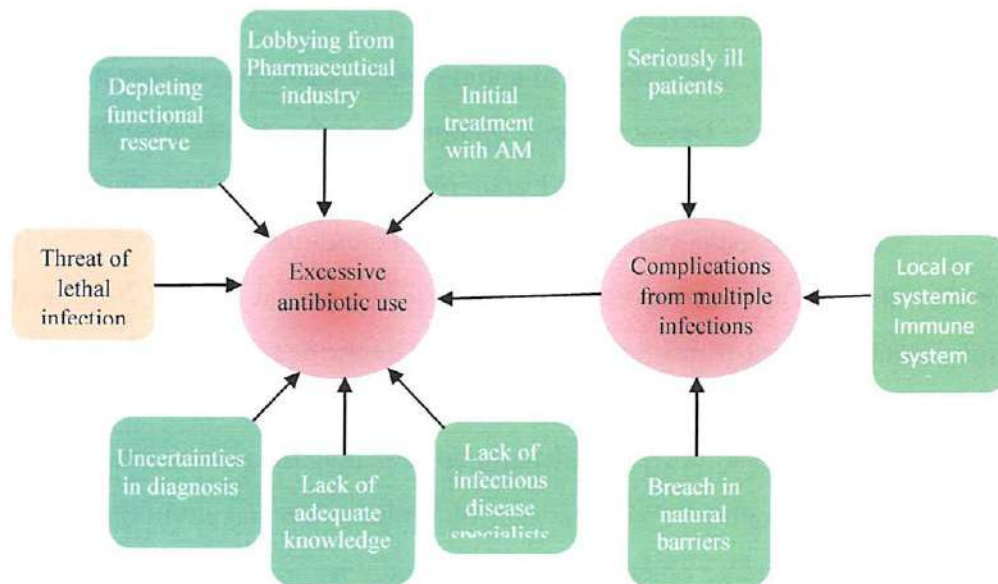 Lobbying from
Pharmaceutical
industry
Depleting
functional
reserve
Initial
treatment
with AM
Seriously ill
patients
Threat of
lethal
infection
Excessive
antibiotic use
Complications
from multiple
infections
Local or
systemic
Immune
system
Uncertainties
in diagnosis
Lack of
adequate
knowledge
Lack of
infectious
disease
specialists
Breach in
natural
barriers